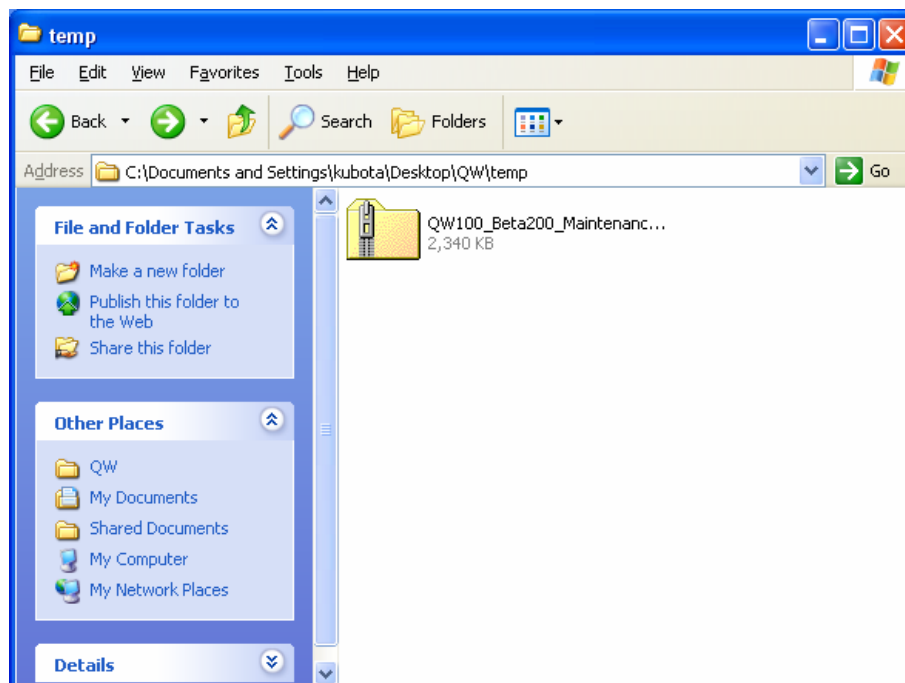 temp
File Edit View Favorites Tools Help
Back Search Folders
Address C:\Documents and Settings\kubota\Desktop\QW\temp Go
File and Folder Tasks
Make a new folder
Publish this folder to
the Web
Share this folder
Other Places
QW
My Documents
Shared Documents
My Computer
My Network Places
Details
QW100_Beta200_Maintenanc...
2,340 KB